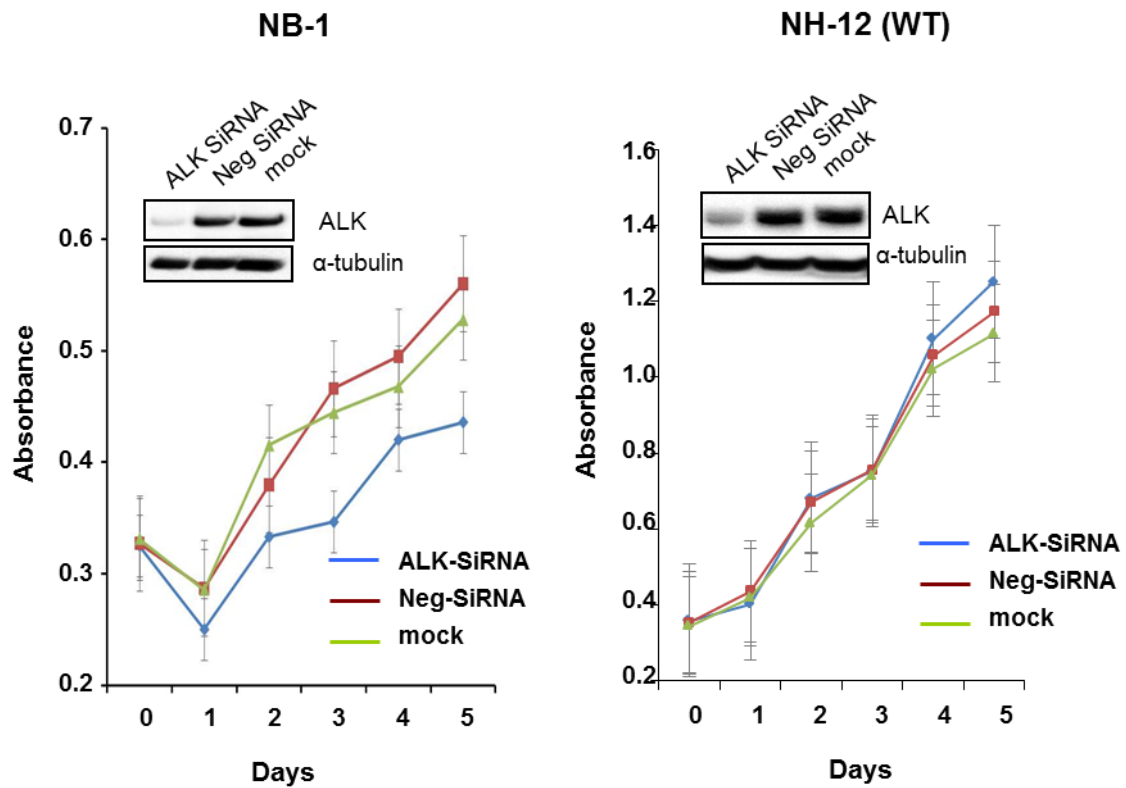 NB-1
ALK SiRNA
Neg SiRNA
mock
ALK
α-tubulin
0.7
0.6
0.5
0.4
0.3
0.2
Absorbance
ALK-SiRNA
Neg-SiRNA
mock
0
1
2
3
4
5
Days
NH-12 (WT)
ALK SiRNA
Neg SiRNA
mock
ALK
α-tubulin
1.6
1.4
1.2
1.0
0.8
0.6
0.4
0.2
Absorbance
ALK-SiRNA
Neg-SiRNA
mock
0
1
2
3
4
5
Days